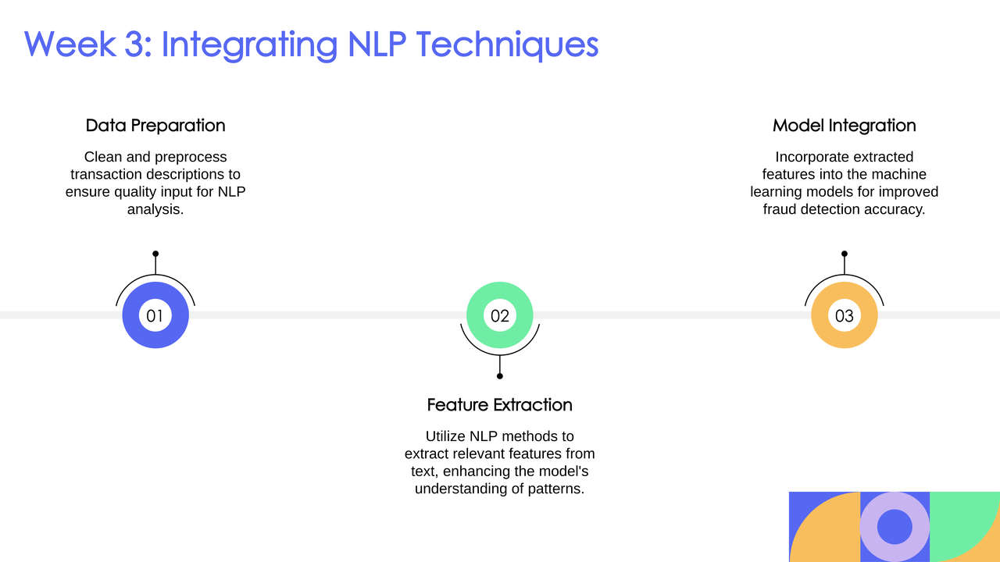 Week 3: Integrating NLP Techniques
Data Preparation
Clean and preprocess
transaction descriptions to
ensure quality input for NLP
analysis.
01
02
Feature Extraction
Utilize NLP methods to
extract relevant features from
text, enhancing the model's
understanding of patterns.
Model Integration
Incorporate extracted
features into the machine
learning models for improved
fraud detection accuracy.
03